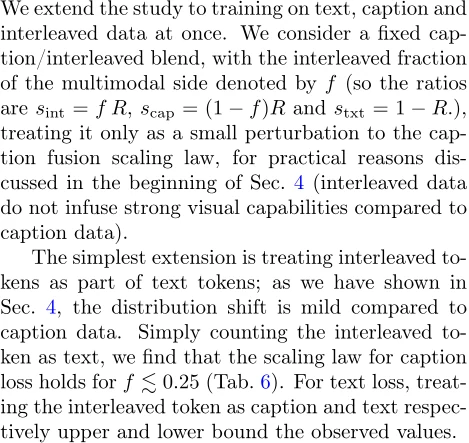 We extend the study to training on text, caption and
interleaved data at once. We consider a fixed cap-
tion/interleaved blend, with the interleaved fraction
of the multimodal side denoted by f (so the ratios
are s_int = f R, s_cap = (1 − f)R and s_txt = 1 − R.),
treating it only as a small perturbation to the cap-
tion fusion scaling law, for practical reasons dis-
cussed in the beginning of Sec. 4 (interleaved data
do not infuse strong visual capabilities compared to
caption data).
The simplest extension is treating interleaved to-
kens as part of text tokens; as we have shown in
Sec. 4, the distribution shift is mild compared to
caption data. Simply counting the interleaved to-
ken as text, we find that the scaling law for caption
loss holds for f ≲ 0.25 (Tab. 6). For text loss, treat-
ing the interleaved token as caption and text respec-
tively upper and lower bound the observed values.